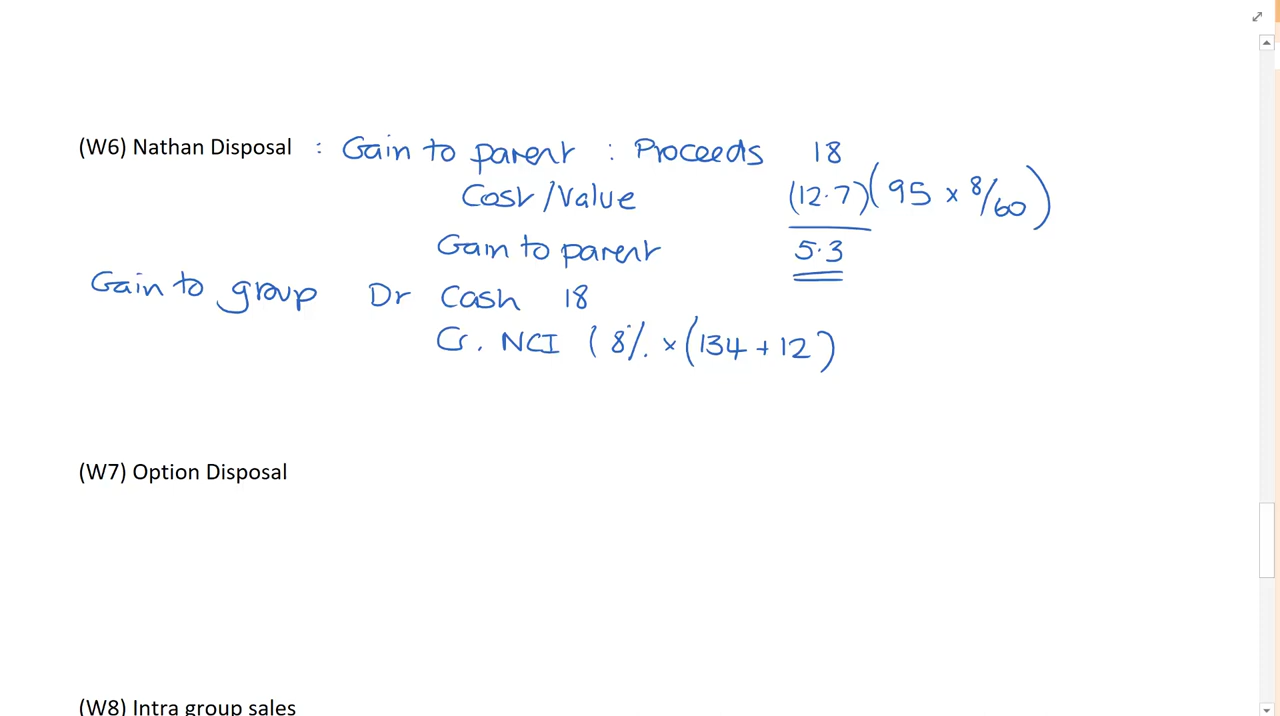 (W6) Nathan Disposal : Gain to parent : Proceeds 18
Cost/Value (12.7) (95 x 8/60)
Gain to parent 5.3
Gain to group Dr Cash 18
Cr. NCI (8% x (134 + 12)
(W7) Option Disposal
(W8) Intra group sales